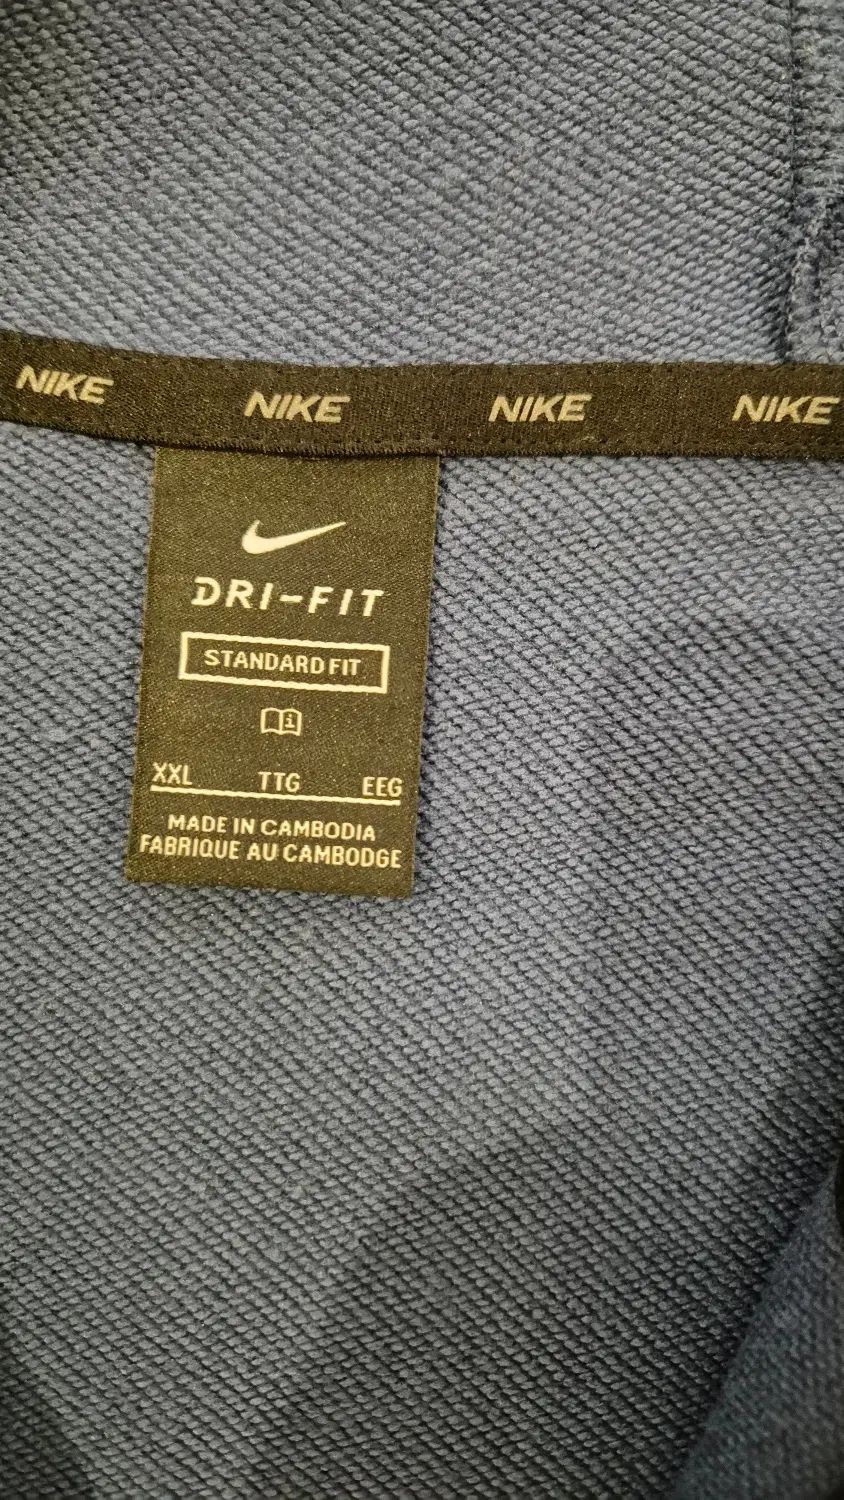 NIKE NIKE NIKE NIKE
DRI-FIT
STANDARD FIT
i
XXL TTG EEG
MADE IN CAMBODIA
FABRIQUE AU CAMBODGE